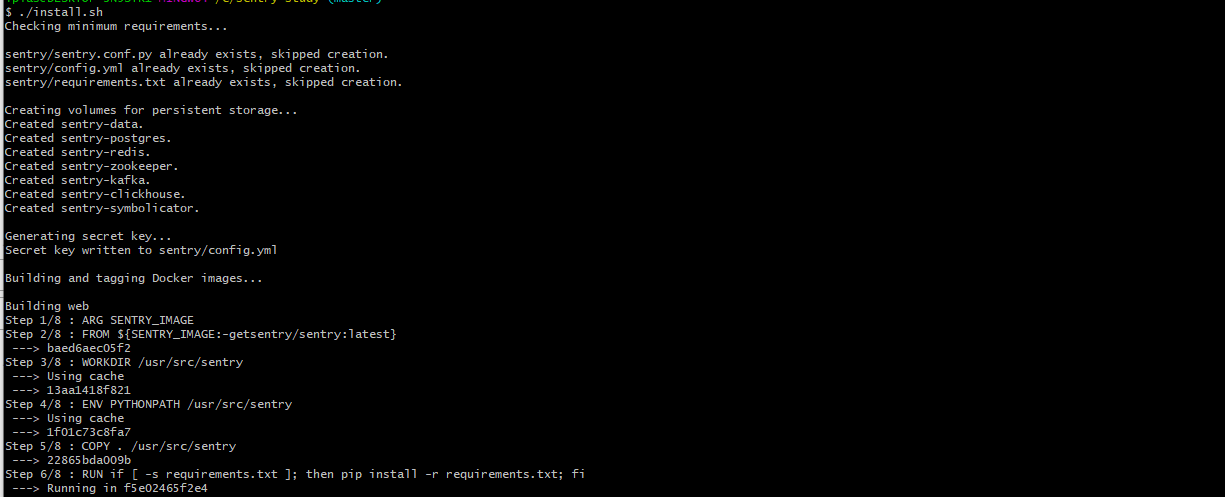 $ ./install.sh
Checking minimum requirements...
sentry/sentry.conf.py already exists, skipped creation.
sentry/config.yml already exists, skipped creation.
sentry/requirements.txt already exists, skipped creation.
Creating volumes for persistent storage...
Created sentry-data.
Created sentry-postgres.
Created sentry-redis.
Created sentry-zookeeper.
Created sentry-kafka.
Created sentry-clickhouse.
Created sentry-symbolicator.
Generating secret key...
Secret key written to sentry/config.yml
Building and tagging Docker images...
Building web
Step 1/8 : ARG SENTRY_IMAGE
Step 2/8 : FROM ${SENTRY_IMAGE:-getsentry/sentry:latest}
---> baed6aec05f2
Step 3/8 : WORKDIR /usr/src/sentry
---> Using cache
---> 13aa1418f821
Step 4/8 : ENV PYTHONPATH /usr/src/sentry
---> Using cache
---> 1f01c73c8fa7
Step 5/8 : COPY . /usr/src/sentry
---> 22865bda009b
Step 6/8 : RUN if [ -s requirements.txt ]; then pip install -r requirements.txt; fi
---> Running in f5e02465f2e4